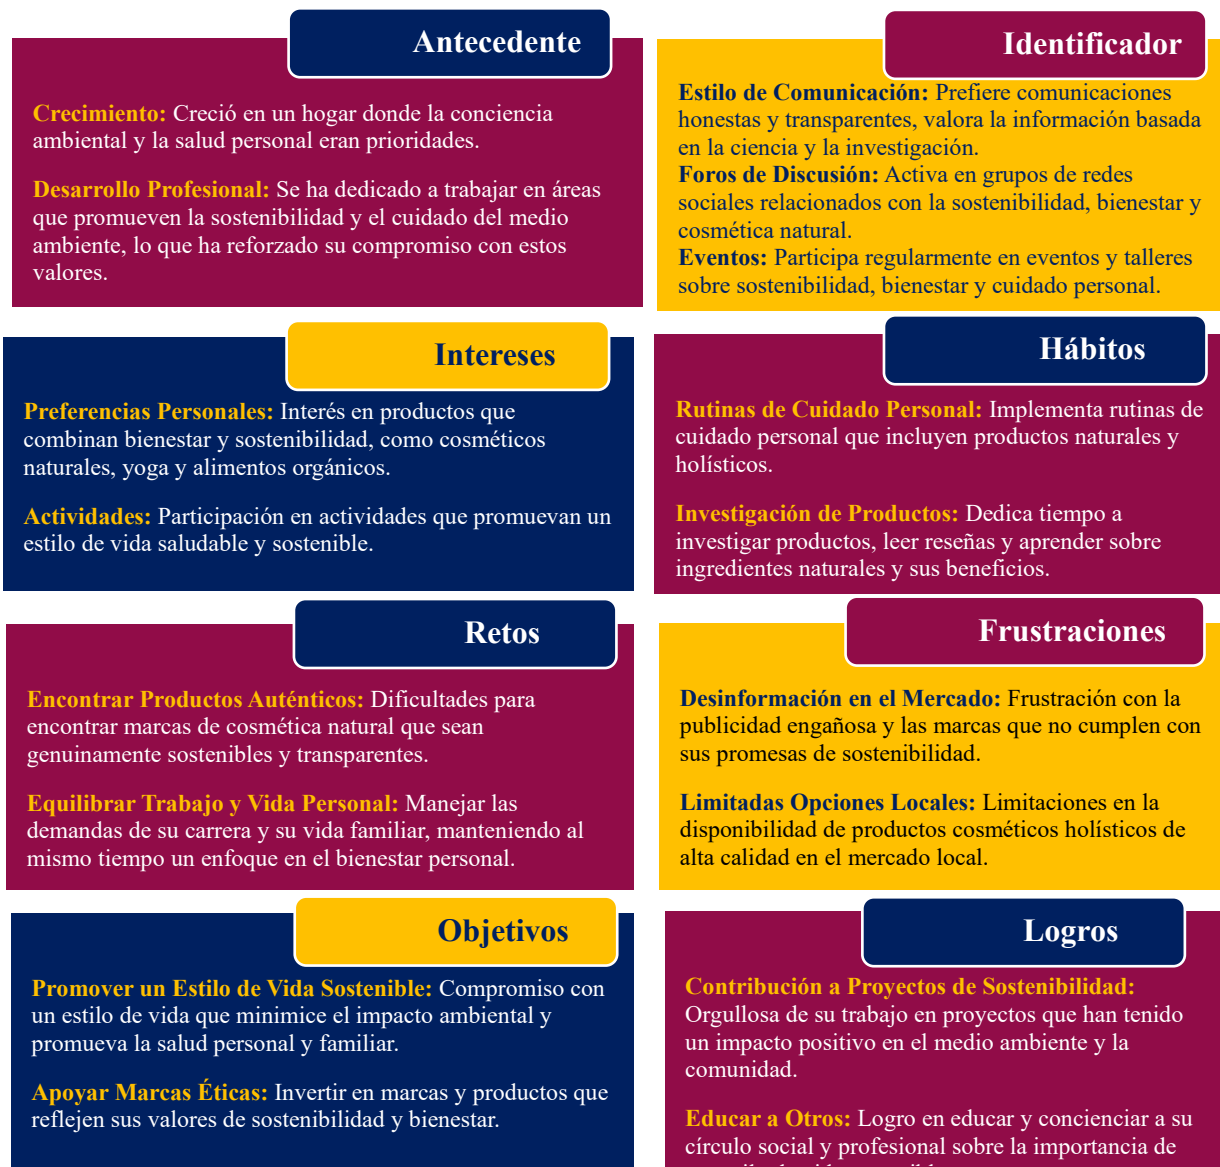 Antecedente
Crecimiento: Creció en un hogar donde la conciencia
ambiental y la salud personal eran prioridades.
Desarrollo Profesional: Se ha dedicado a trabajar en áreas
que promueven la sostenibilidad y el cuidado del medio
ambiente, lo que ha reforzado su compromiso con estos
valores.
Identificador
Estilo de Comunicación: Prefiere comunicaciones
honestas y transparentes, valora la información basada
en la ciencia y la investigación.
Foros de Discusión: Activa en grupos de redes
sociales relacionados con la sostenibilidad, bienestar y
cosmética natural.
Eventos: Participa regularmente en eventos y talleres
sobre sostenibilidad, bienestar y cuidado personal.
Intereses
Preferencias Personales: Interés en productos que
combinan bienestar y sostenibilidad, como cosméticos
naturales, yoga y alimentos orgánicos.
Actividades: Participación en actividades que promuevan un
estilo de vida saludable y sostenible.
Hábitos
Rutinas de Cuidado Personal: Implementa rutinas de
cuidado personal que incluyen productos naturales y
holísticos.
Investigación de Productos: Dedica tiempo a
investigar productos, leer reseñas y aprender sobre
ingredientes naturales y sus beneficios.
Retos
Encontrar Productos Auténticos: Dificultades para
encontrar marcas de cosmética natural que sean
genuinamente sostenibles y transparentes.
Equilibrar Trabajo y Vida Personal: Manejar las
demandas de su carrera y su vida familiar, manteniendo al
mismo tiempo un enfoque en el bienestar personal.
Frustraciones
Desinformación en el Mercado: Frustración con la
publicidad engañosa y las marcas que no cumplen con
sus promesas de sostenibilidad.
Limitadas Opciones Locales: Limitaciones en la
disponibilidad de productos cosméticos holísticos de
alta calidad en el mercado local.
Objetivos
Promover un Estilo de Vida Sostenible: Compromiso con
un estilo de vida que minimice el impacto ambiental y
promueva la salud personal y familiar.
Apoyar Marcas Éticas: Invertir en marcas y productos que
reflejen sus valores de sostenibilidad y bienestar.
Logros
Contribución a Proyectos de Sostenibilidad:
Orgullosa de su trabajo en proyectos que han tenido
un impacto positivo en el medio ambiente y la
comunidad.
Educar a Otros: Logro en educar y concienciar a su
círculo social y profesional sobre la importancia de